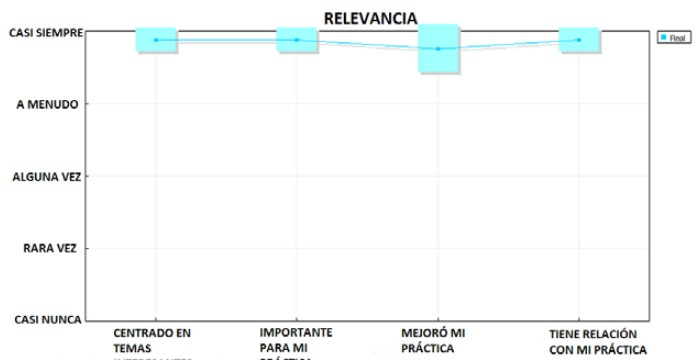 RELEVANCIA
CASI SIEMPRE
Real
A MENUDO
ALGUNA VEZ
RARA VEZ
CASI NUNCA
CENTRADO EN
TEMAS
IMPORTANTE
PARA MI
MEJORÓ MI
PRÁCTICA
TIENE RELACIÓN
CON MI PRÁCTICA